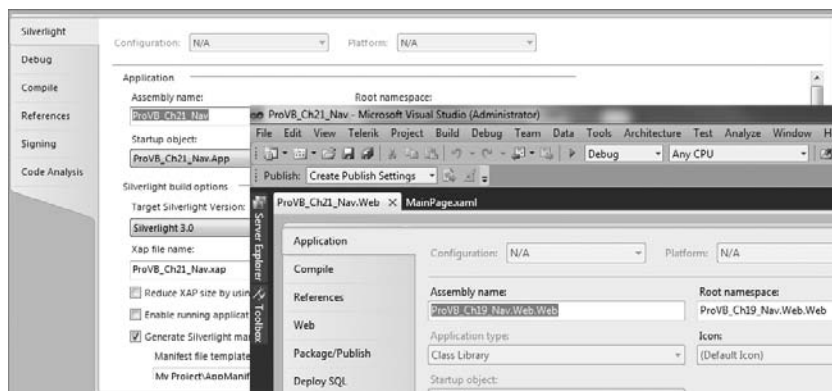 Silverlight
Debug
Compile
References
Signing
Code Analysis
Configuration: N/A Platform: N/A
Application
Assembly name: Root namespace:
ProVB_Ch21_Nav
Startup object:
ProVB_Ch21_Nav.App
Silverlight build options
Target Silverlight Version:
Silverlight 3.0
Xap file name:
ProVB_Ch21_Nav.xap
Reduce XAP size by usin
Enable running applicat
Generate Silverlight ma
Manifest file template
My Project\AppManif
ProVB_Ch21_Nav - Microsoft Visual Studio (Administrator)
File Edit View Telerik Project Build Debug Team Data Tools Architecture Test Analyze Window H
Debug Any CPU
Publish: Create Publish Settings
Server Explorer
Toolbox
ProVB_Ch21_Nav.Web X MainPage.xaml
Application
Compile
References
Web
Package/Publish
Deploy SQL
Configuration: N/A Platform: N/A
Assembly name: Root namespace:
ProVB_Ch19_Nav.Web.Web ProVB_Ch19_Nav.Web.Web
Application type: Icon:
Class Library (Default Icon)
Startup object: